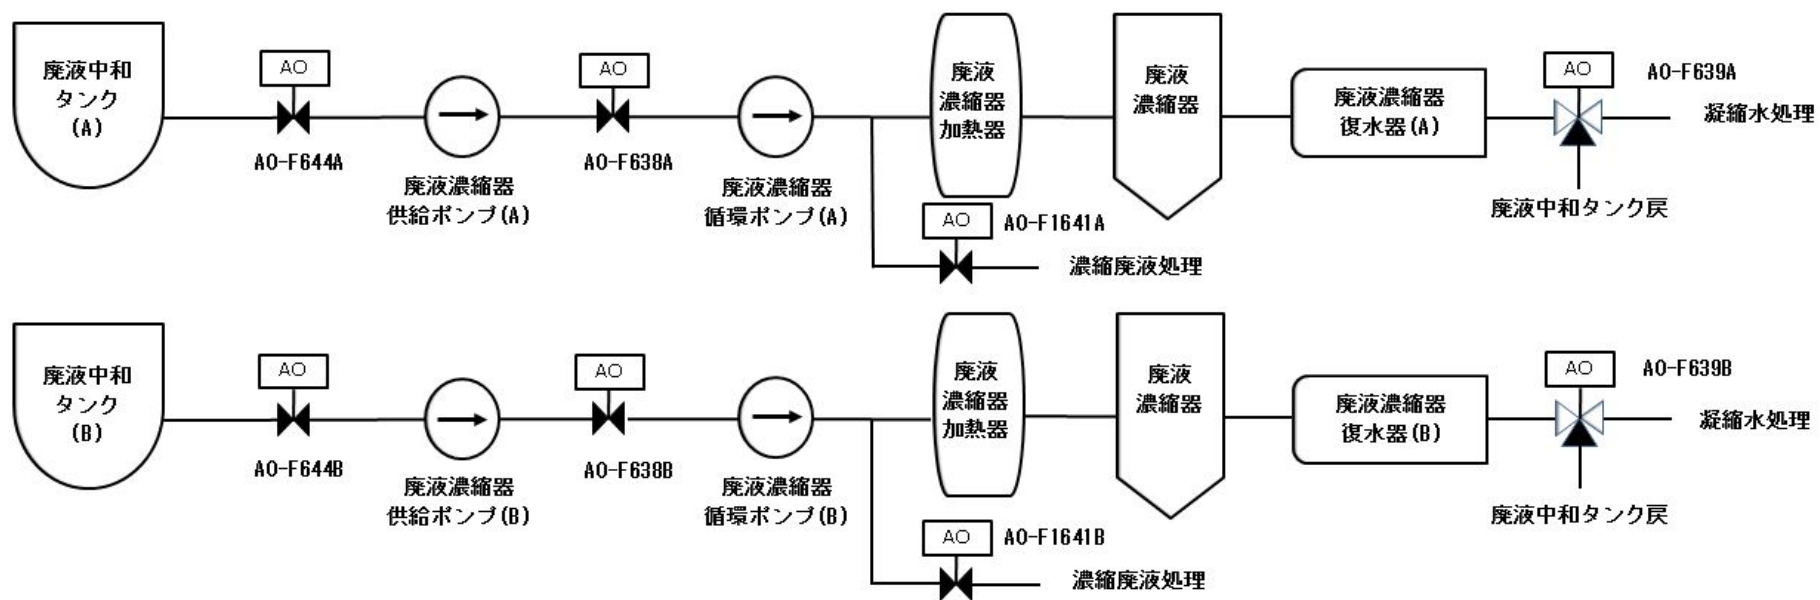 廃液中和
タンク
(A)
AO
AO-F644A
廃液濃縮器
供給ポンプ(A)
AO
AO-F638A
廃液濃縮器
循環ポンプ(A)
廃液
濃縮器
加熱器
AO
AO-F1641A
濃縮廃液処理
廃液
濃縮器
廃液濃縮器
復水器(A)
AO
AO-F639A
凝縮水処理
廃液中和タンク戻
廃液中和
タンク
(B)
AO
AO-F644B
廃液濃縮器
供給ポンプ(B)
AO
AO-F638B
廃液濃縮器
循環ポンプ(B)
廃液
濃縮器
加熱器
AO
AO-F1641B
濃縮廃液処理
廃液
濃縮器
廃液濃縮器
復水器(B)
AO
AO-F639B
凝縮水処理
廃液中和タンク戻